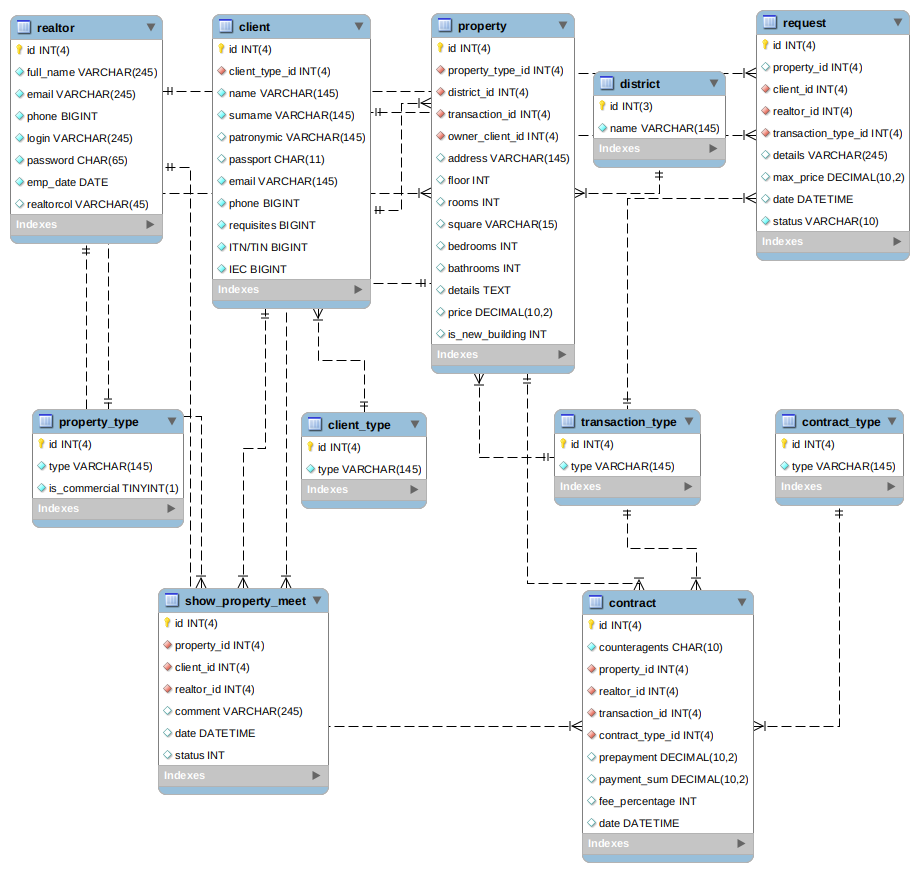 realtor
id INT(4)
full_name VARCHAR(245)
email VARCHAR(245)
phone BIGINT
login VARCHAR(245)
password CHAR(65)
emp_date DATE
realtorcol VARCHAR(45)
Indexes
client
id INT(4)
client_type_id INT(4)
name VARCHAR(145)
surname VARCHAR(145)
patronymic VARCHAR(145)
passport CHAR(11)
email VARCHAR(145)
phone BIGINT
requisites BIGINT
ITN/TIN BIGINT
IEC BIGINT
Indexes
property
id INT(4)
property_type_id INT(4)
district_id INT(4)
transaction_id INT(4)
owner_client_id INT(4)
address VARCHAR(145)
floor INT
rooms INT
square VARCHAR(15)
bedrooms INT
bathrooms INT
details TEXT
price DECIMAL(10,2)
is_new_building INT
Indexes
district
id INT(3)
name VARCHAR(145)
Indexes
request
id INT(4)
property_id INT(4)
client_id INT(4)
realtor_id INT(4)
transaction_type_id INT(4)
details VARCHAR(245)
max_price DECIMAL(10,2)
date DATETIME
status VARCHAR(10)
Indexes
property_type
id INT(4)
type VARCHAR(145)
is_commercial TINYINT(1)
Indexes
client_type
id INT(4)
type VARCHAR(145)
Indexes
transaction_type
id INT(4)
type VARCHAR(145)
Indexes
contract_type
id INT(4)
type VARCHAR(145)
Indexes
show_property_meet
id INT(4)
property_id INT(4)
client_id INT(4)
realtor_id INT(4)
comment VARCHAR(245)
date DATETIME
status INT
Indexes
contract
id INT(4)
counteragents CHAR(10)
property_id INT(4)
realtor_id INT(4)
transaction_id INT(4)
contract_type_id INT(4)
prepayment DECIMAL(10,2)
payment_sum DECIMAL(10,2)
fee_percentage INT
date DATETIME
Indexes